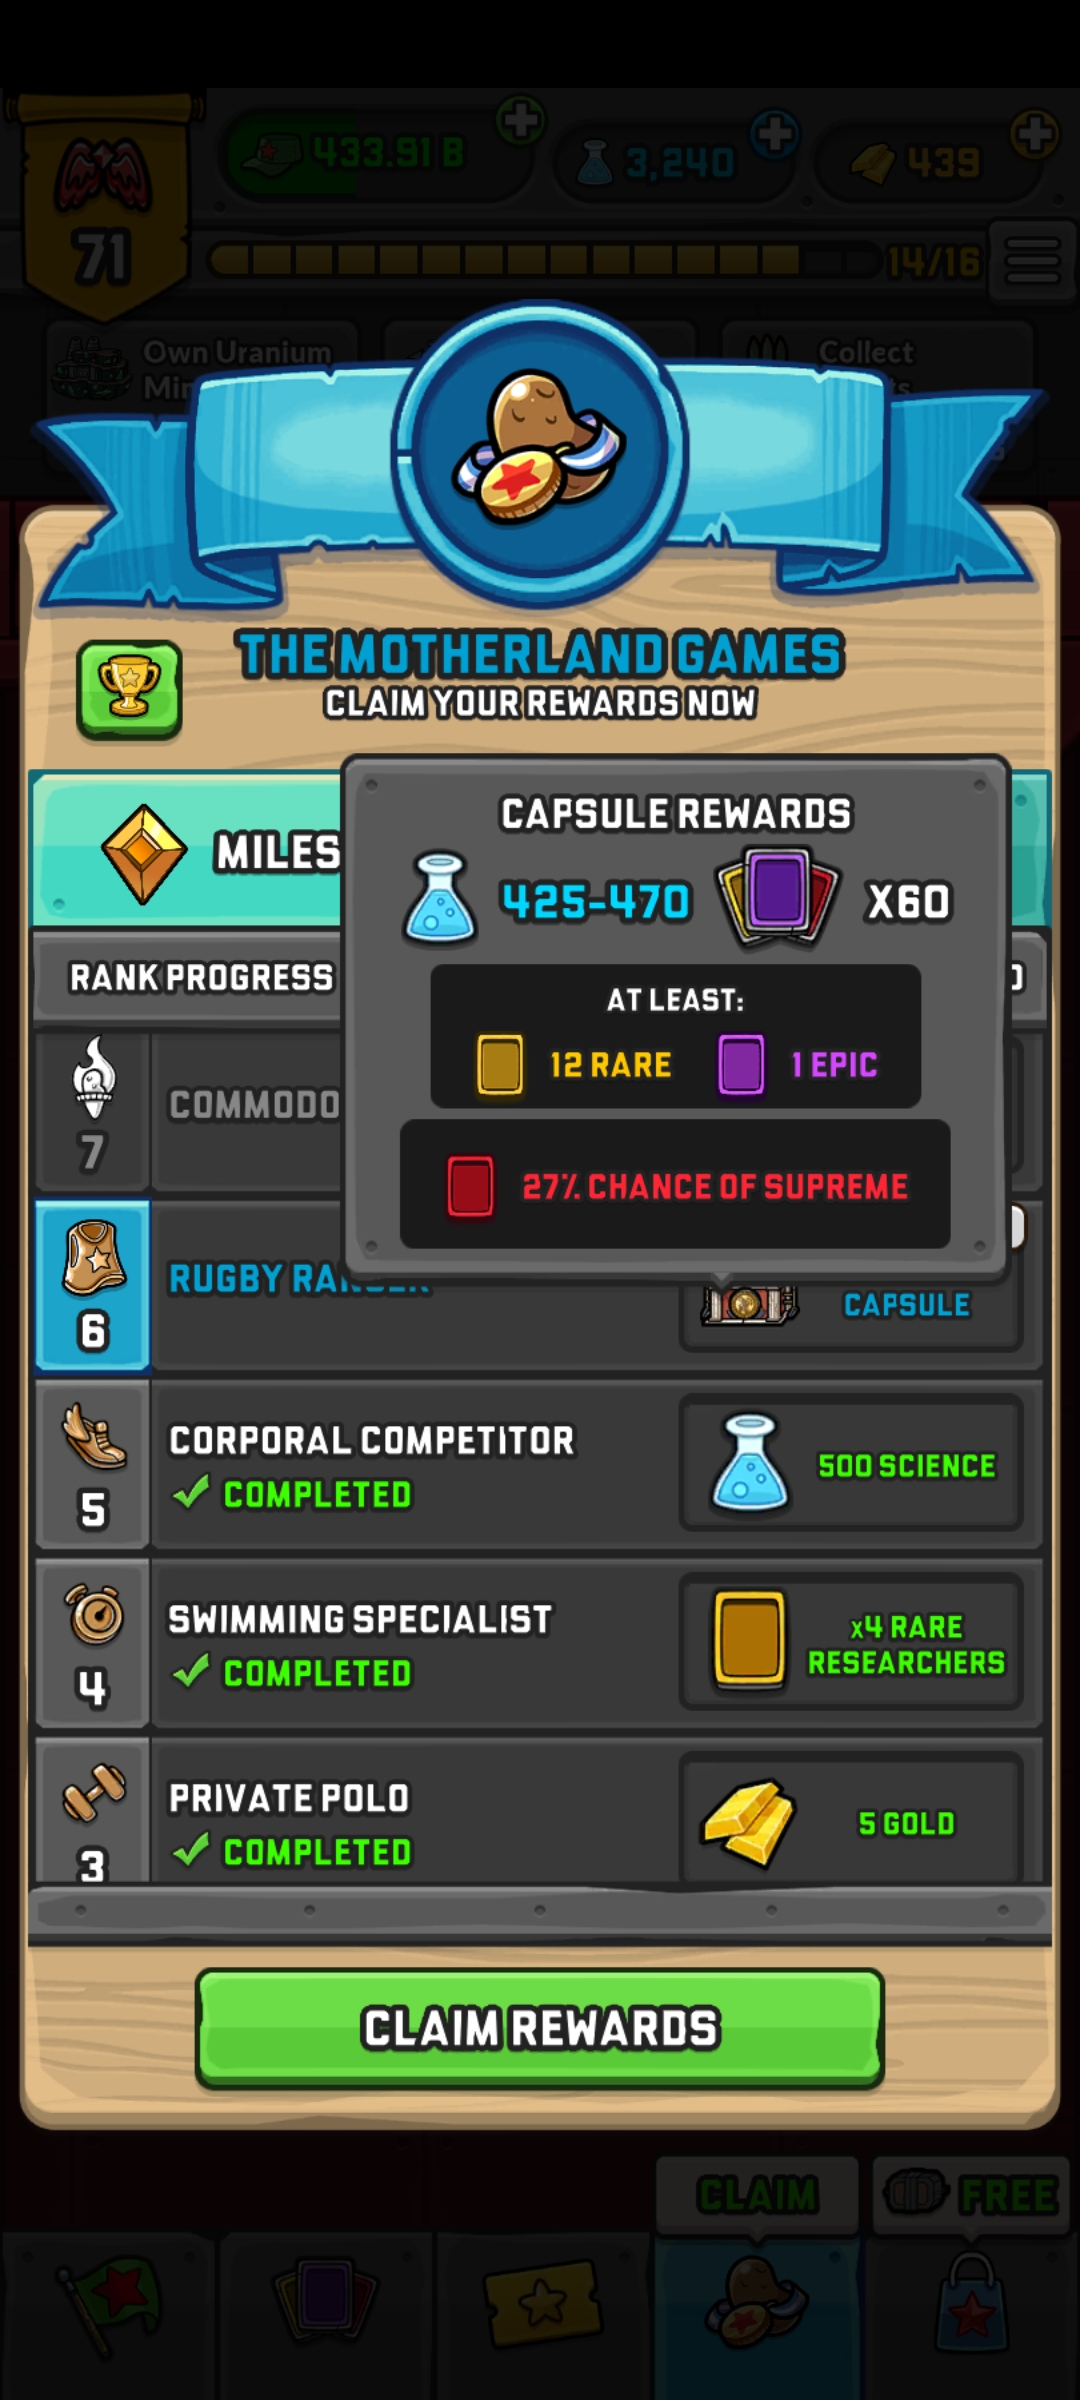 433.91 B
3,240
439
71
14/16
Own Uranium
Collect
THE MOTHERLAND GAMES
CLAIM YOUR REWARDS NOW
MILES
CAPSULE REWARDS
425-470
X60
AT LEAST:
12 RARE
1 EPIC
27% CHANCE OF SUPREME
RANK PROGRESS
7
COMMODO
6
RUGBY RANGER
CAPSULE
5
CORPORAL COMPETITOR
COMPLETED
500 SCIENCE
4
SWIMMING SPECIALIST
COMPLETED
x4 RARE
RESEARCHERS
3
PRIVATE POLO
COMPLETED
5 GOLD
CLAIM REWARDS
CLAIM
FREE